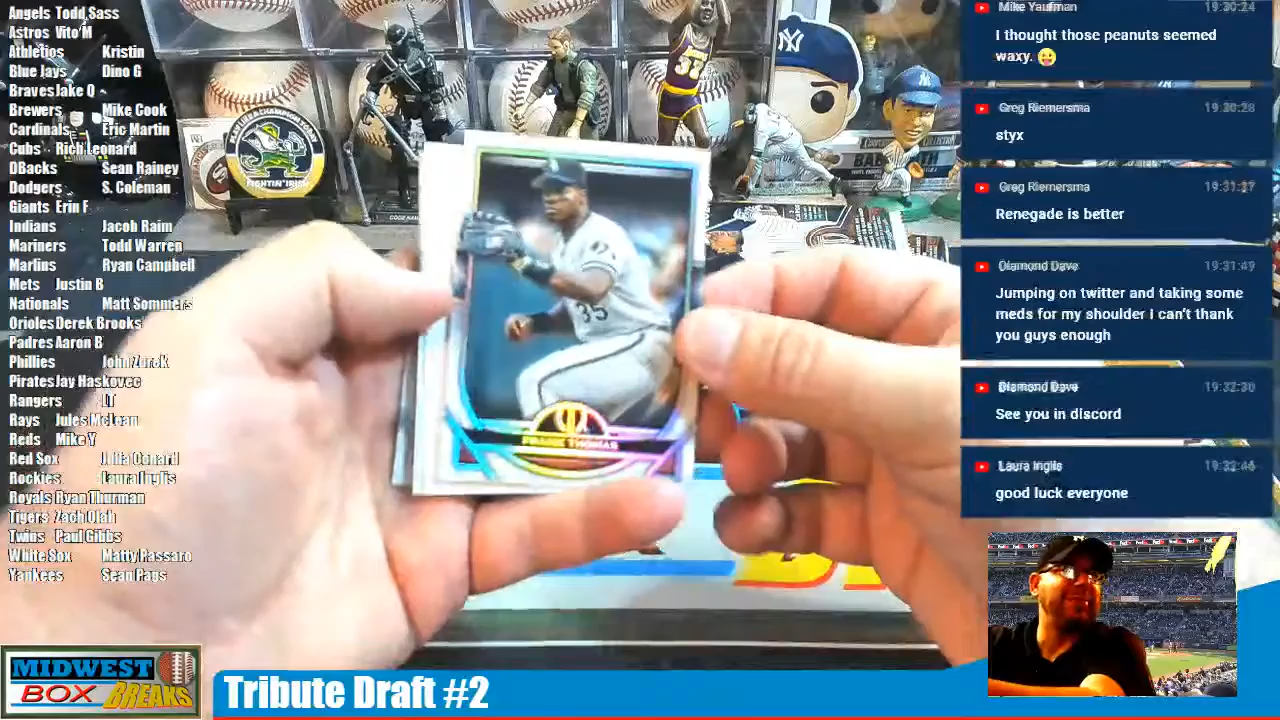 Angels Todd Sass
Astros Vito M
Athletics Kristin
Blue Jays Dino G
Braves Jake Q
Brewers Mike Cook
Cardinals Eric Martin
Cubs Rich Leonard
DBacks Sean Rainey
Dodgers S. Coleman
Giants Erin F
Indians Jacob Raim
Mariners Todd Warren
Marlins Ryan Campbell
Mets Justin B
Nationals Matt Sommers
Orioles Derek Brooks
Padres Aaron B
Phillies John Zurek
Pirates Jay Haskovec
Rangers LT
Rays Jules McLean
Reds Mike Y
Red Sox Julia
Rockies Laura Inglis
Royals Ryan Thurman
Tigers Zach Olah
Twins Paul Gibbs
White Sox Matty Passaro
Yankees Sean Pags
FIGHTIN' IRISH
33
35
FRANK THOMAS
Mike Yaufman 19:30:24
I thought those peanuts seemed
waxy. 😜
Greg Riemersma 19:30:28
styx
Greg Riemersma 19:31:27
Renegade is better
Diamond Dave 19:31:49
Jumping on twitter and taking some
meds for my shoulder i can't thank
you guys enough
Diamond Dave 19:32:30
See you in discord
Laura Inglis 19:32:46
good luck everyone
MIDWEST
BOX BREAKS
Tribute Draft #2